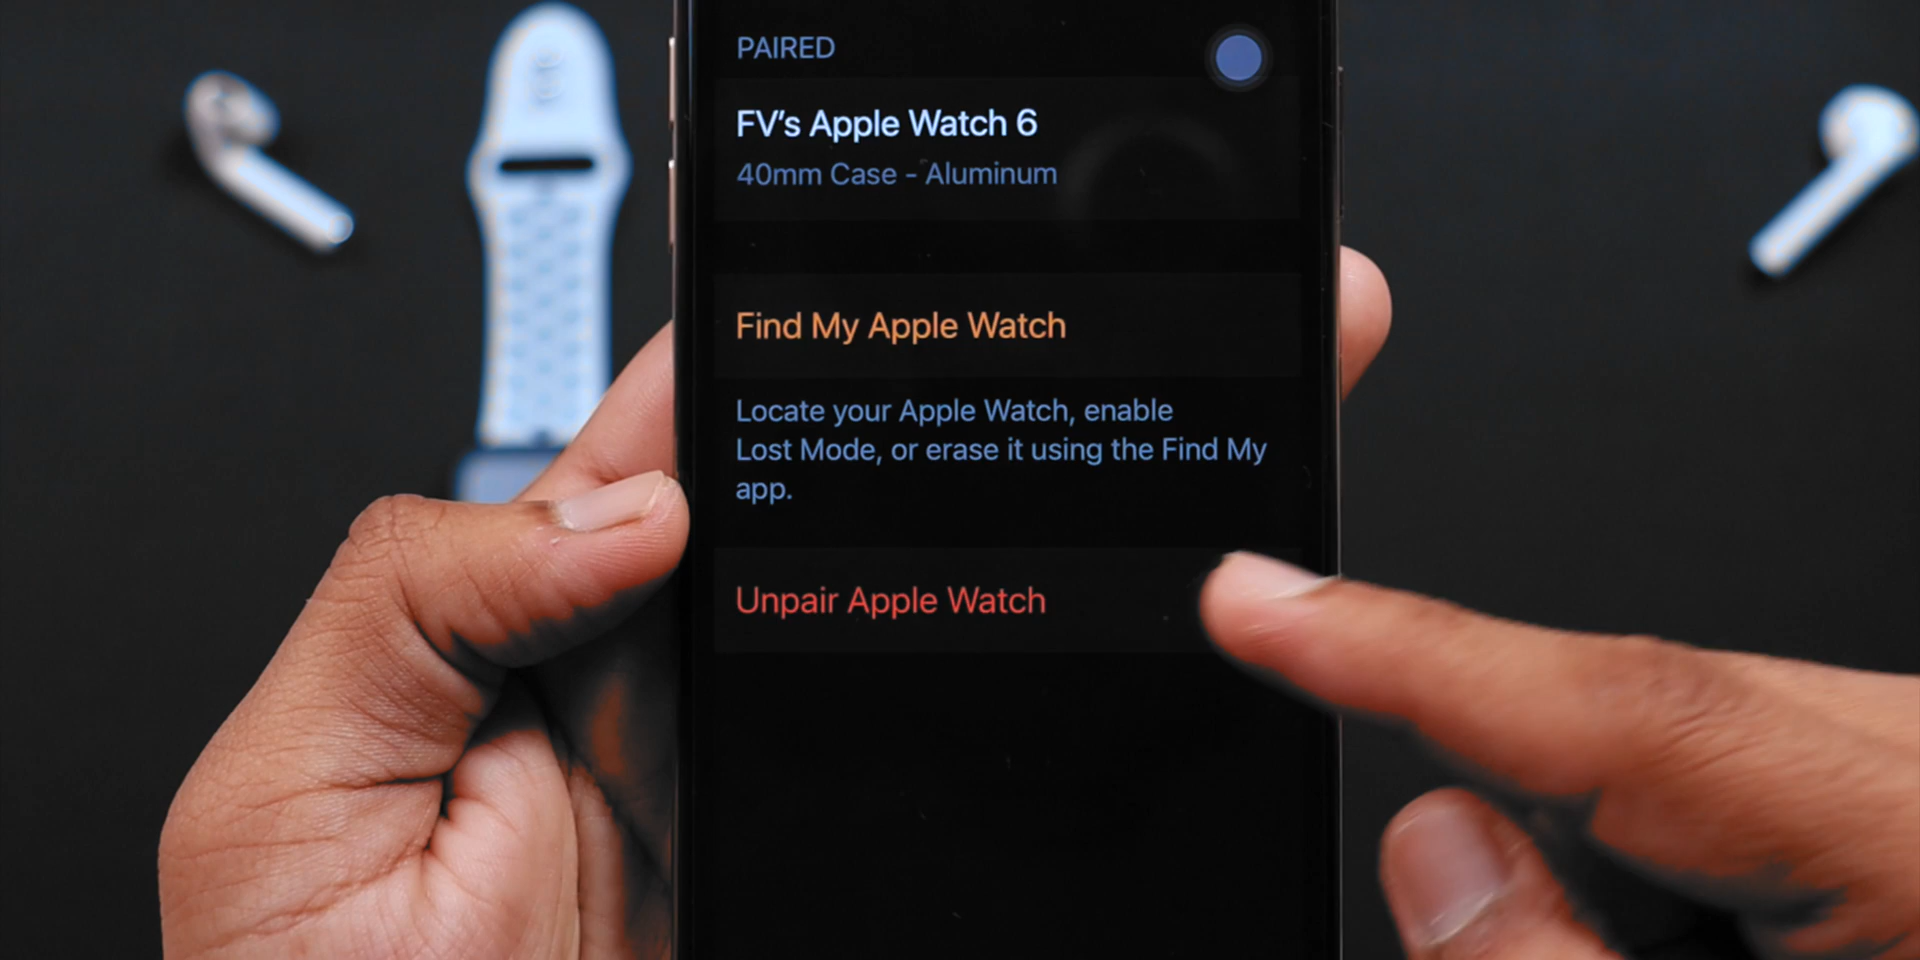 PAIRED
FV's Apple Watch 6
40mm Case - Aluminum
Find My Apple Watch
Locate your Apple Watch, enable
Lost Mode, or erase it using the Find My
app.
Unpair Apple Watch